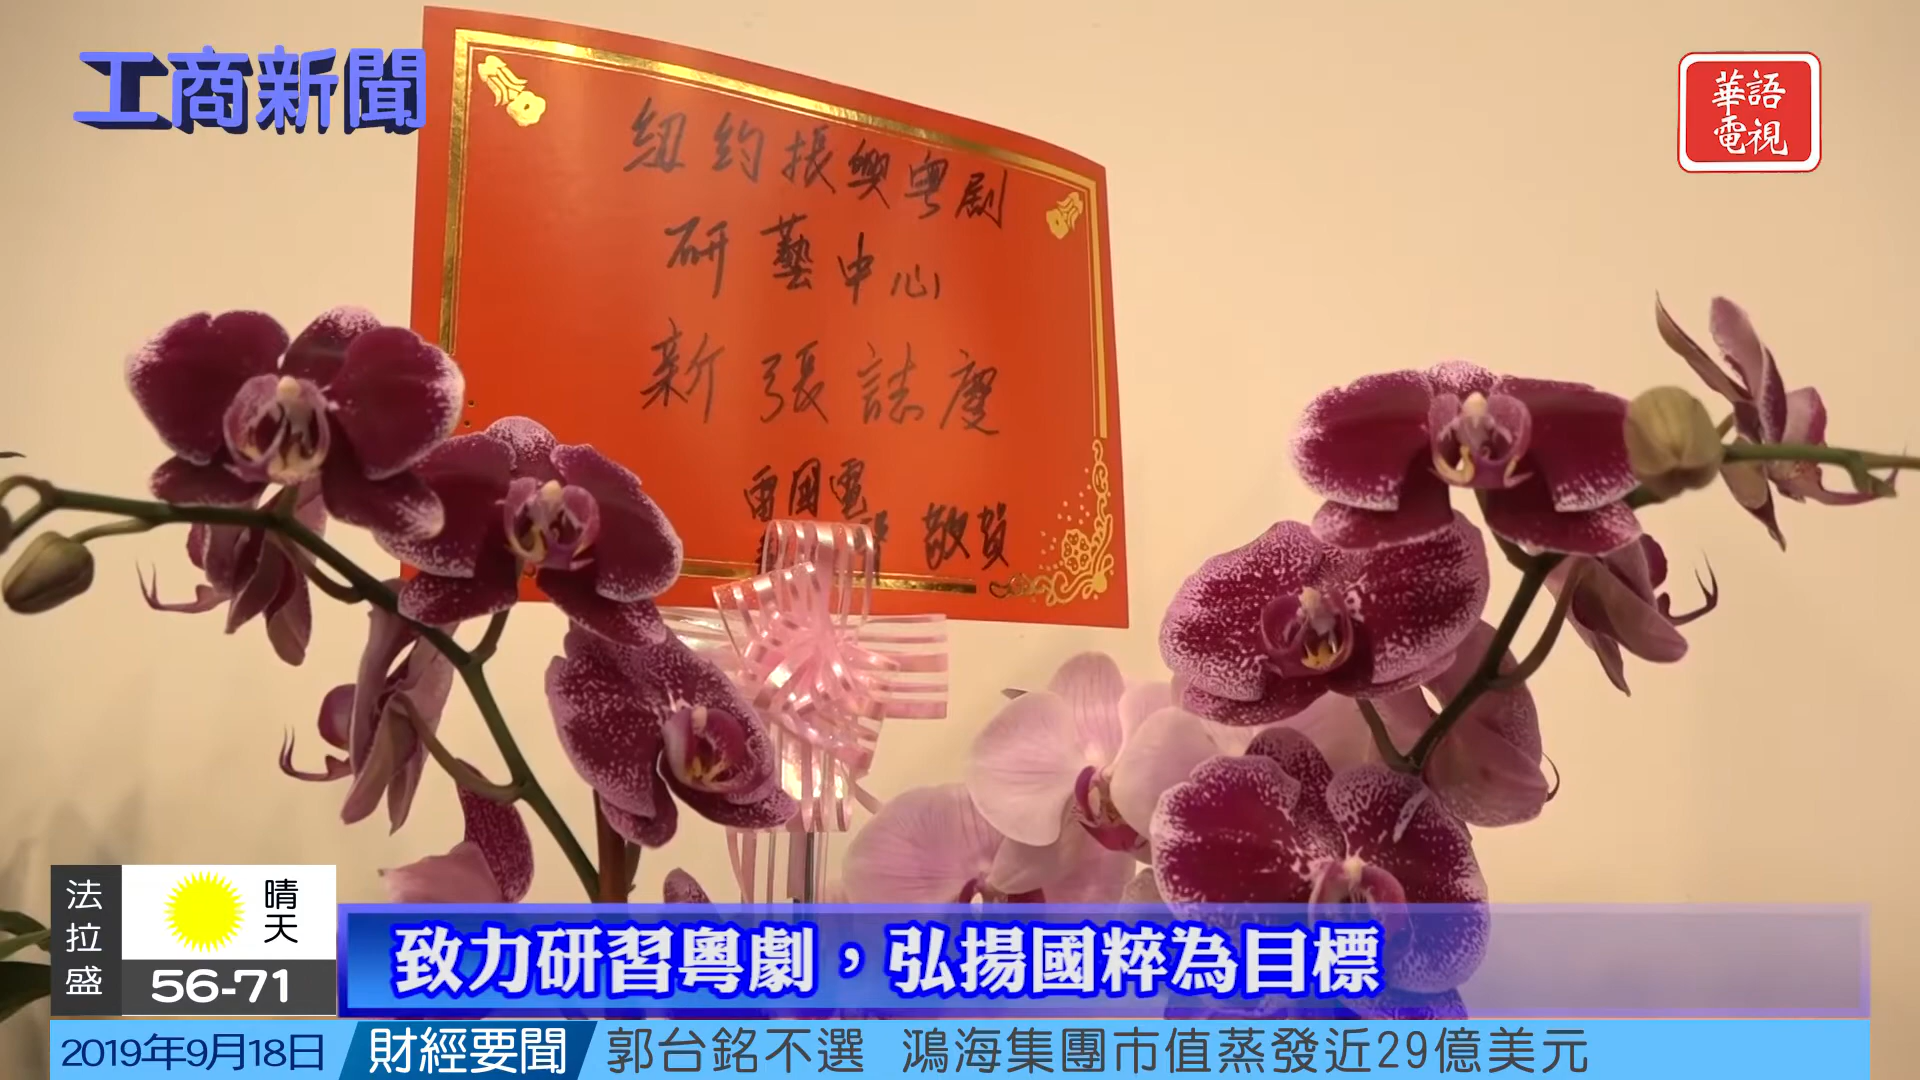 工商新聞
華語
電視
紐約振興粵劇
研藝中心
新張誌慶
雷國電
敬賀
法拉盛
晴天
56-71
致力研習粵劇，弘揚國粹為目標
2019年9月18日
財經要聞
郭台銘不選 鴻海集團市值蒸發近29億美元